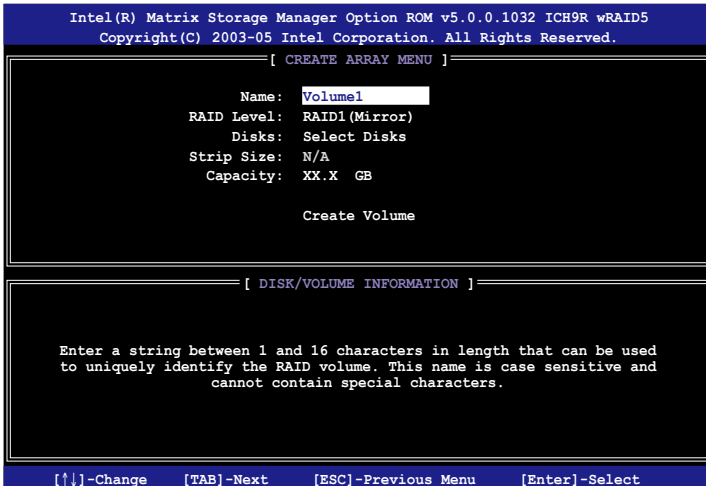 Intel(R) Matrix Storage Manager Option ROM v5.0.0.1032 ICH9R wRAID5
Copyright(C) 2003-05 Intel Corporation. All Rights Reserved.
[ CREATE ARRAY MENU ]
Name: Volume1
RAID Level: RAID1(Mirror)
Disks: Select Disks
Strip Size: N/A
Capacity: XX.X GB
Create Volume
[ DISK/VOLUME INFORMATION ]
Enter a string between 1 and 16 characters in length that can be used
to uniquely identify the RAID volume. This name is case sensitive and
cannot contain special characters.
[↑↓]-Change [TAB]-Next [ESC]-Previous Menu [Enter]-Select